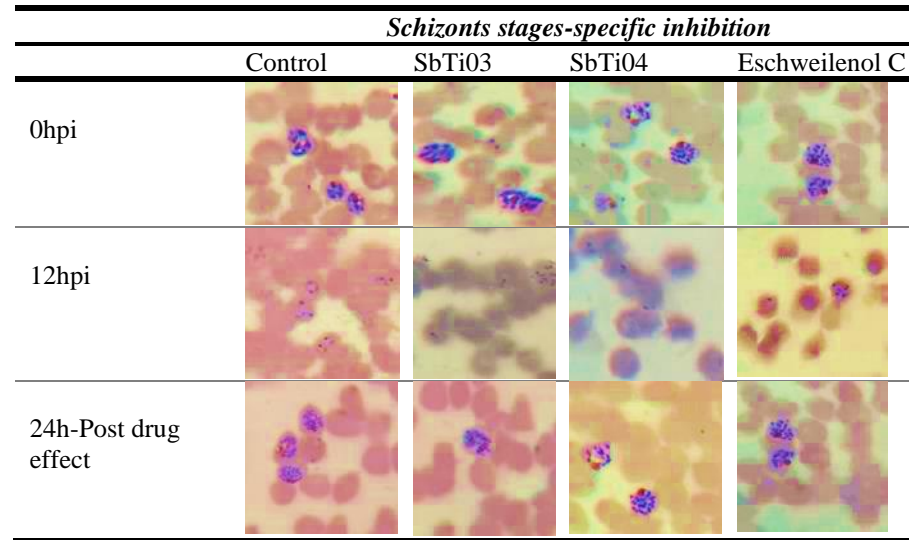 Schizonts stages-specific inhibition
Control SbTi03 SbTi04 Eschweilenol C
0hpi
12hpi
24h-Post drug
effect